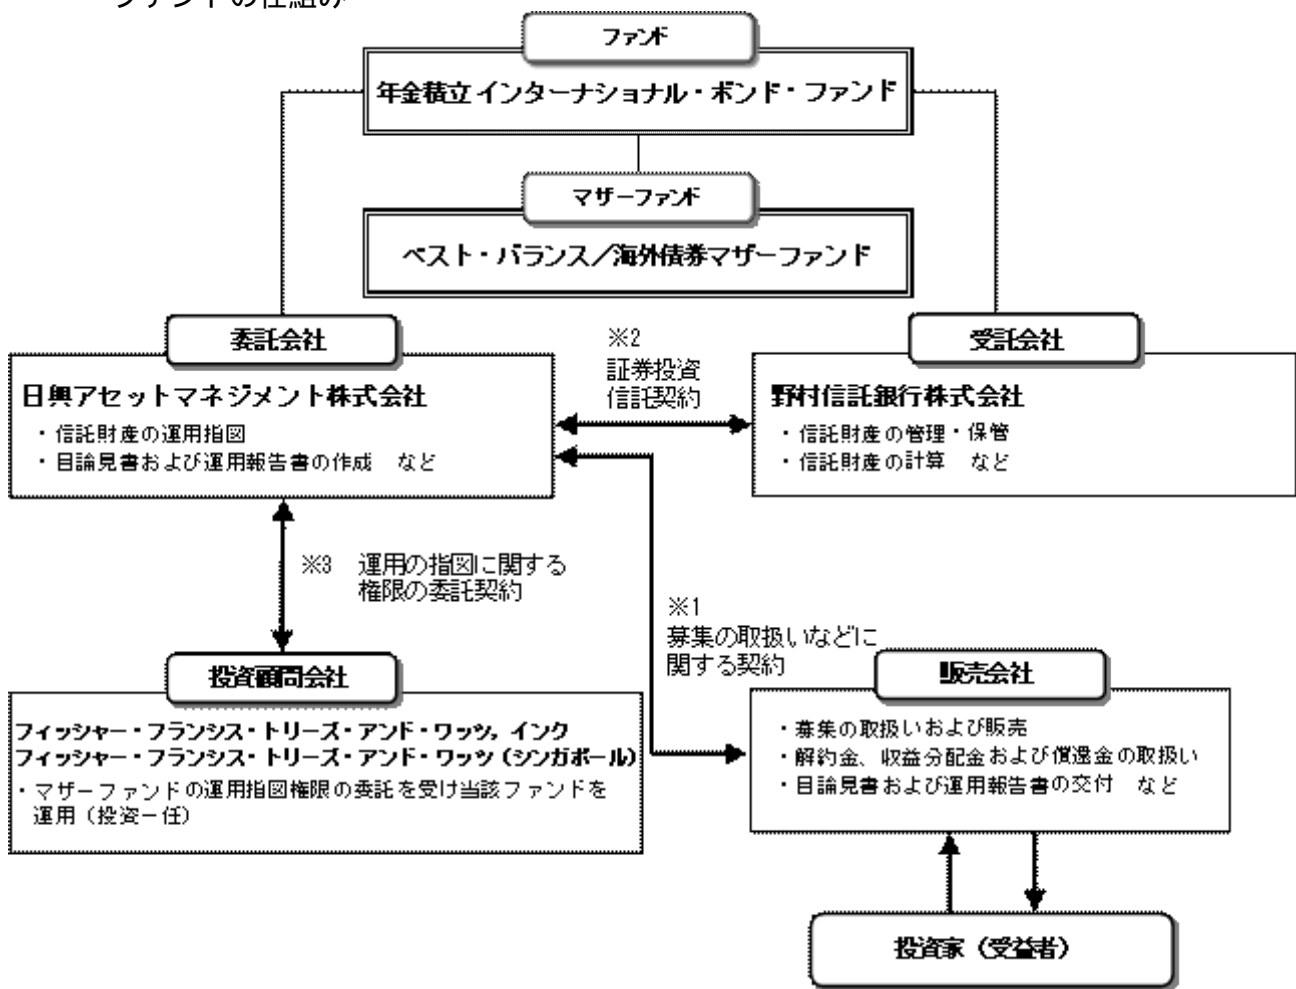 ファンドの仕組み
ファンド
年金積立 インターナショナル・ボンド・ファンド
マザーファンド
ベスト・バランス／海外債券マザーファンド
委託会社
日興アセットマネジメント株式会社
・信託財産の運用指図
・目論見書および運用報告書の作成　など
※2
証券投資
信託契約
受託会社
野村信託銀行株式会社
・信託財産の管理・保管
・信託財産の計算　など
※3　運用の指図に関する
権限の委託契約
※1
募集の取扱いなどに
関する契約
投資顧問会社
フィッシャー・フランシス・トリーズ・アンド・ワッツ，インク
フィッシャー・フランシス・トリーズ・アンド・ワッツ（シンガポール）
・マザーファンドの運用指図権限の委託を受け当該ファンドを
運用（投資一任）
販売会社
・募集の取扱いおよび販売
・解約金、収益分配金および償還金の取扱い
・目論見書および運用報告書の交付　など
投資家（受益者）